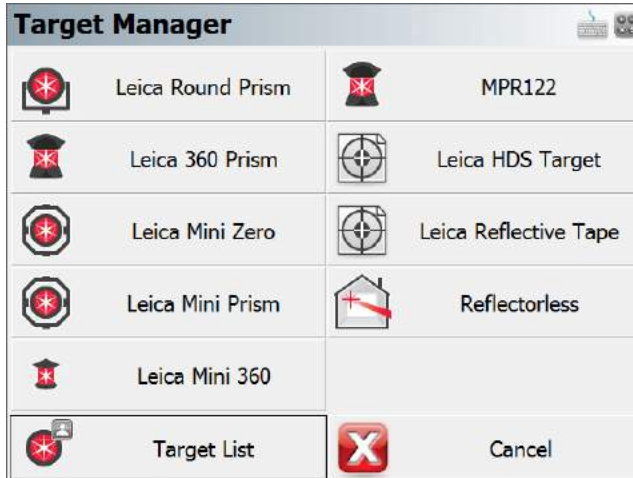 Target Manager
Leica Round Prism
MPR122
Leica 360 Prism
Leica HDS Target
Leica Mini Zero
Leica Reflective Tape
Leica Mini Prism
Reflectorless
Leica Mini 360
Target List
Cancel